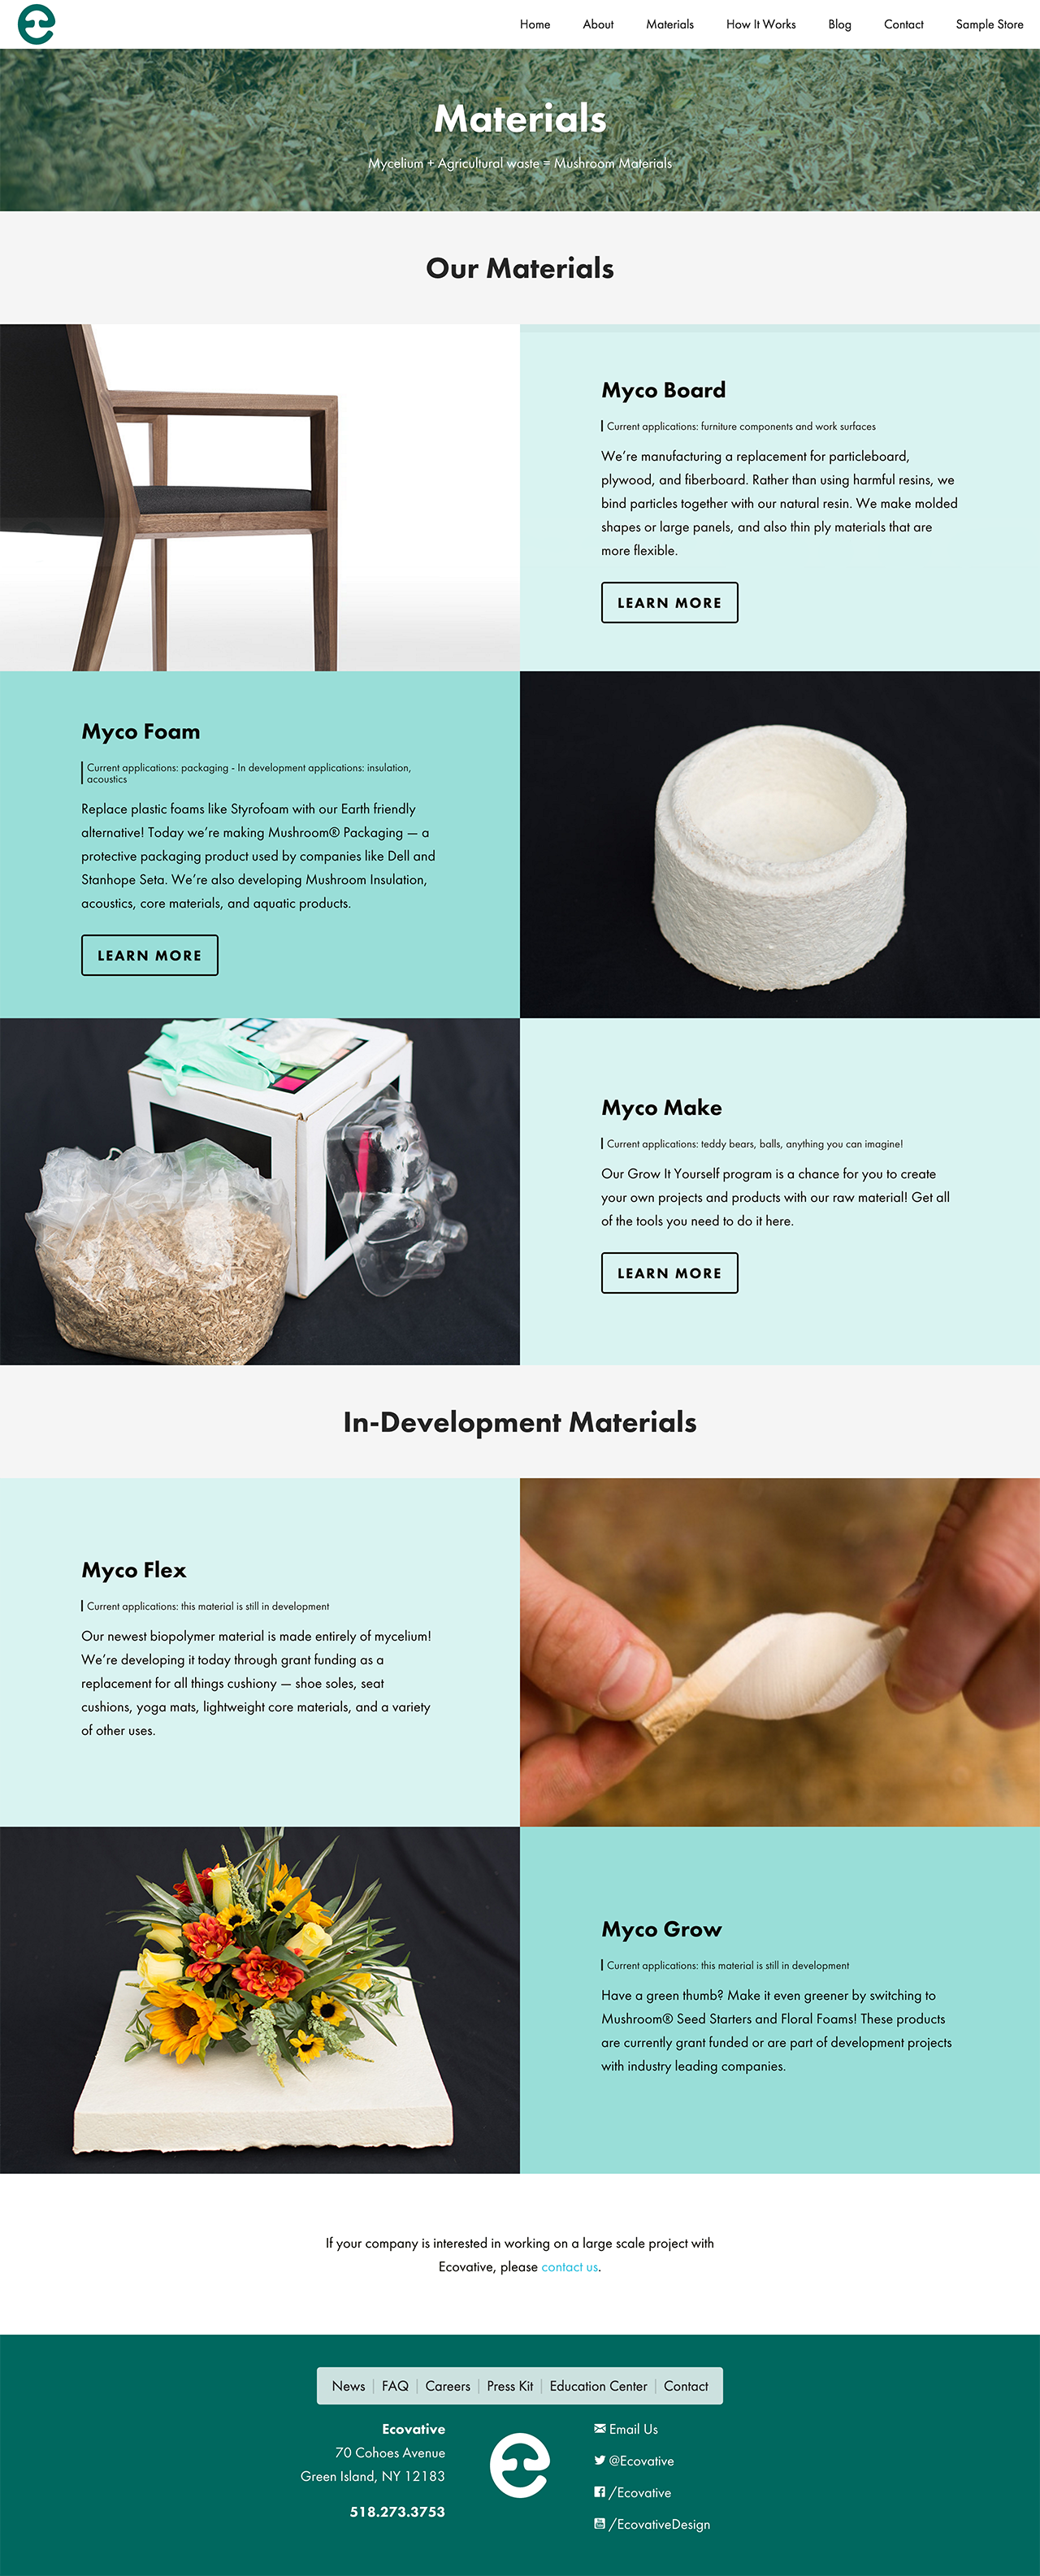 Home About Materials How It Works Blog Contact Sample Store
Materials
Mycelium + Agricultural waste = Mushroom Materials
Our Materials
Myco Board
Current applications: furniture components and work surfaces
We’re manufacturing a replacement for particleboard,
plywood, and fiberboard. Rather than using harmful resins, we
bind particles together with our natural resin. We make molded
shapes or large panels, and also thin ply materials that are
more flexible.
LEARN MORE
Myco Foam
Current applications: packaging - In development applications: insulation,
acoustics
Replace plastic foams like Styrofoam with our Earth friendly
alternative! Today we’re making Mushroom® Packaging — a
protective packaging product used by companies like Dell and
Stanhope Seta. We’re also developing Mushroom Insulation,
acoustics, core materials, and aquatic products.
LEARN MORE
Myco Make
Current applications: teddy bears, balls, anything you can imagine!
Our Grow It Yourself program is a chance for you to create
your own projects and products with our raw material! Get all
of the tools you need to do it here.
LEARN MORE
In-Development Materials
Myco Flex
Current applications: this material is still in development
Our newest biopolymer material is made entirely of mycelium!
We’re developing it today through grant funding as a
replacement for all things cushiony — shoe soles, seat
cushions, yoga mats, lightweight core materials, and a variety
of other uses.
Myco Grow
Current applications: this material is still in development
Have a green thumb? Make it even greener by switching to
Mushroom® Seed Starters and Floral Foams! These products
are currently grant funded or are part of development projects
with industry leading companies.
If your company is interested in working on a large scale project with
Ecovative, please contact us.
News | FAQ | Careers | Press Kit | Education Center | Contact
Ecovative
70 Cohoes Avenue
Green Island, NY 12183
518.273.3753
Email Us
@Ecovative
/Ecovative
/EcovativeDesign